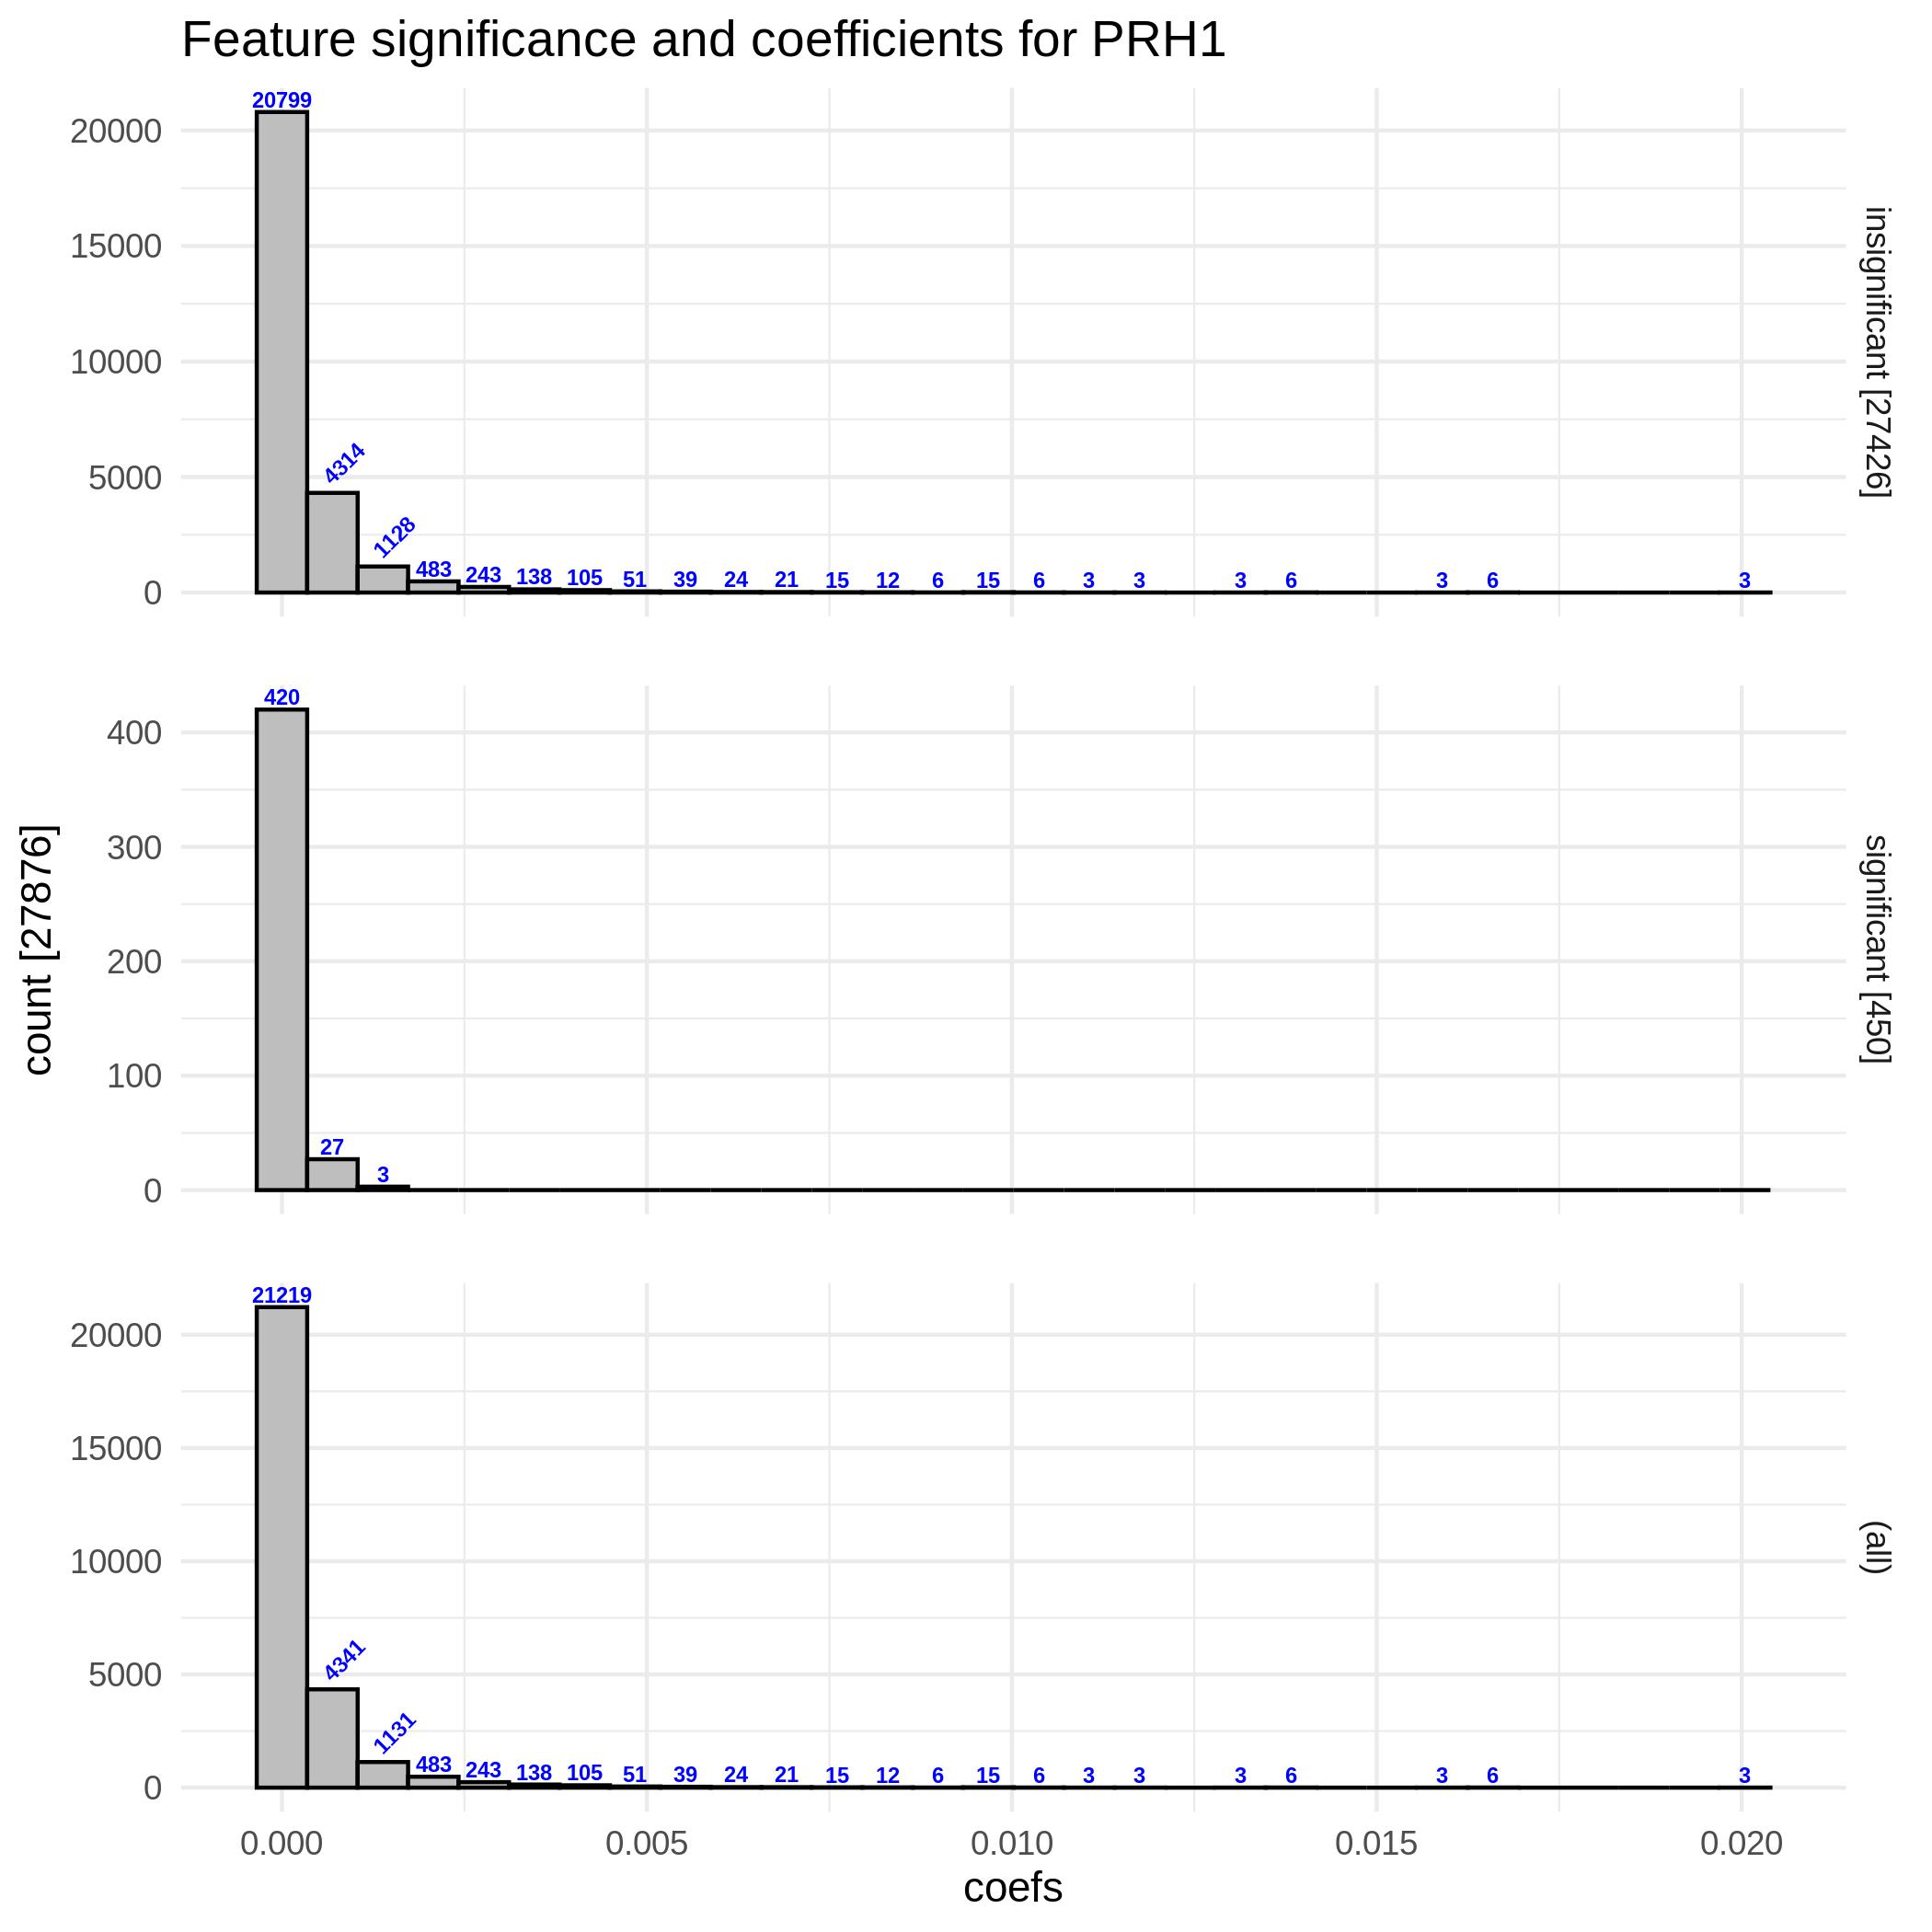 Feature significance and coefficients for PRH1
20799
20000
15000
10000
5000
0
4314
1128
483 243 138 105 51 39 24 21 15 12 6 15 6 3 3 3 6 3 6 3
insignificant [27426]
420
400
300
200
100
0
27
3
significant [450]
count [27876]
21219
20000
15000
10000
5000
0
4341
1131
483 243 138 105 51 39 24 21 15 12 6 15 6 3 3 3 6 3 6 3
(all)
0.000 0.005 0.010 0.015 0.020
coefs